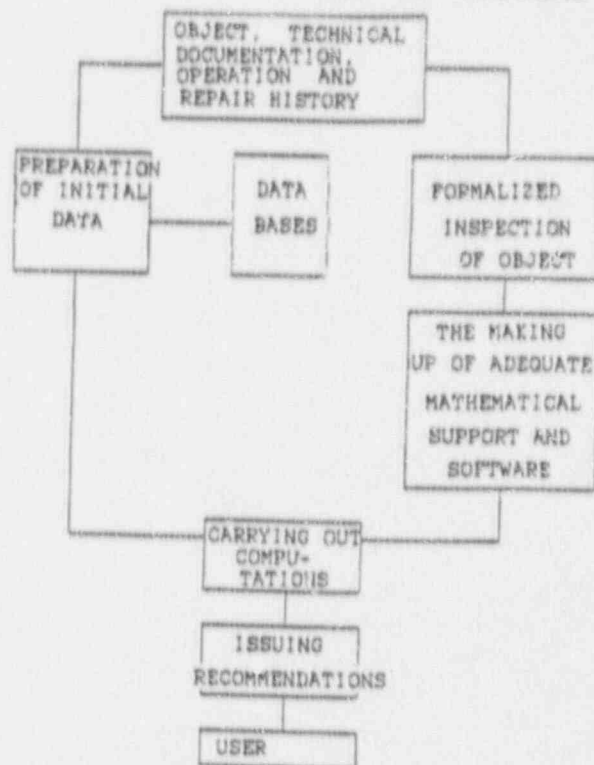 OBJECT, TECHNICAL
DOCUMENTATION,
OPERATION AND
REPAIR HISTORY
PREPARATION
OF INITIAL
DATA
DATA
BASES
FORMALIZED
INSPECTION
OF OBJECT
THE MAKING
UP OF ADEQUATE
MATHEMATICAL
SUPPORT AND
SOFTWARE
CARRYING OUT
COMPU-
TATIONS
ISSUING
RECOMMENDATIONS
USER